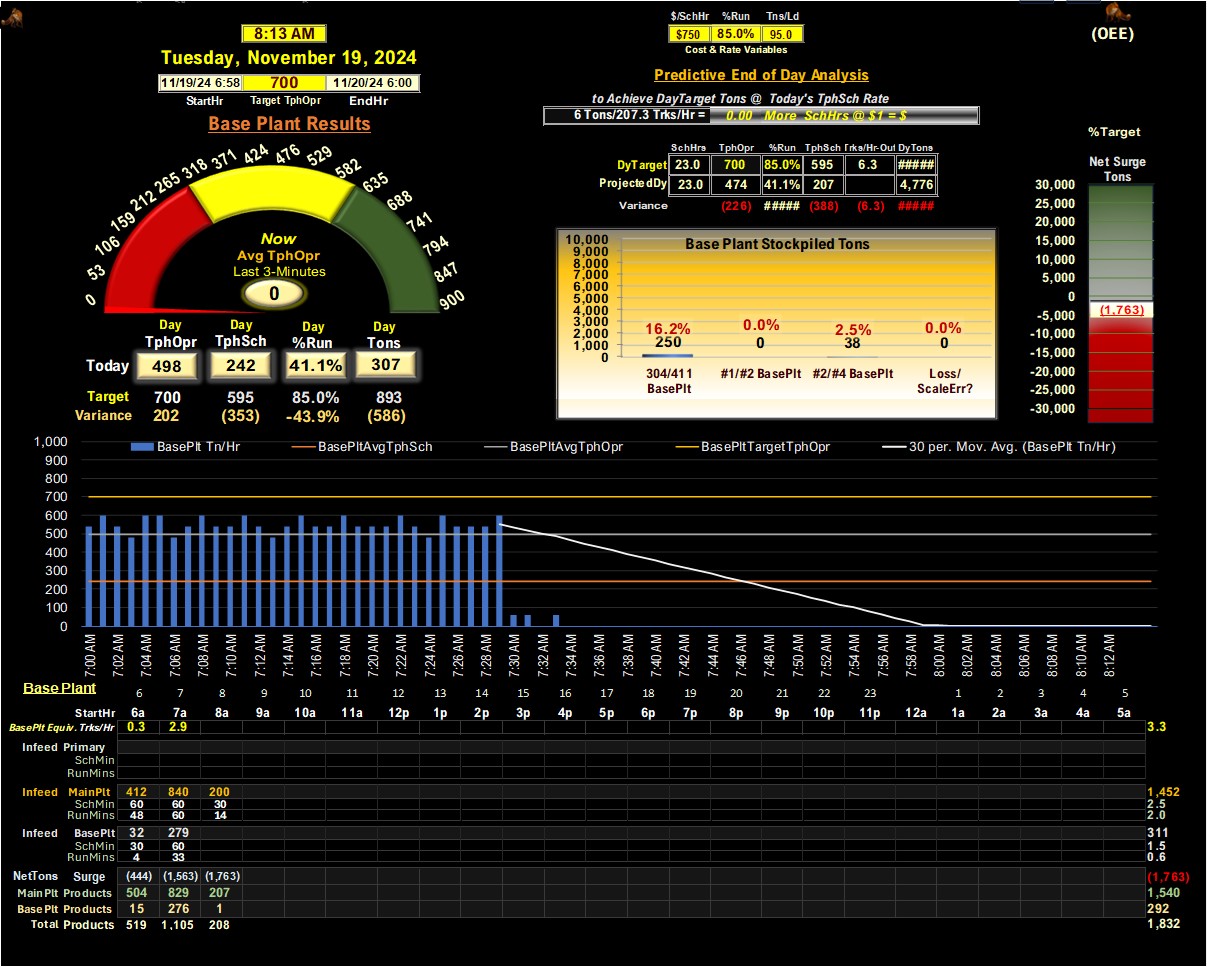 $/SchHr %Run Tns/Ld
8:13 AM
$750 85.0% 95.0
(OEE)
Cost & Rate Variables
Tuesday, November 19, 2024
Predictive End of Day Analysis
11/19/24 6:58 700 11/20/24 6:00
StartHr Target TphOpr EndHr
to Achieve DayTarget Tons @ Today's TphSch Rate
6 Tons/207.3 Trks/Hr = 0.00 More SchHrs @ $1 = $
Base Plant Results
%Target
SchHrs TphOpr %Run TphSch Trks/Hr-Out DyTons
DyTarget 23.0 700 85.0% 595 6.3 #####
ProjectedDy 23.0 474 41.1% 207 4,776
Variance (226) ##### (388) (6.3) #####
Net Surge
Tons
30,000
25,000
20,000
15,000
10,000
5,000
0
-5,000
-10,000
-15,000
-20,000
-25,000
-30,000
(1,763)
0 53 106 159 212 265 318 371 424 476 529 582 635 688 741 794 847 900
Now
Avg TphOpr
Last 3-Minutes
0
Base Plant Stockpiled Tons
10,000
9,000
8,000
7,000
6,000
5,000
4,000
3,000
2,000
1,000
0
16.2% 0.0% 2.5% 0.0%
250 0 38 0
304/411 #1/#2 BasePlt #2/#4 BasePlt Loss/
BasePlt ScaleErr?
Day Day Day Day
TphOpr TphSch %Run Tons
Today 498 242 41.1% 307
Target 700 595 85.0% 893
Variance 202 (353) -43.9% (586)
BasePlt Tn/Hr BasePltAvgTphSch BasePltAvgTphOpr BasePltTargetTphOpr 30 per. Mov. Avg. (BasePlt Tn/Hr)
1,000
900
800
700
600
500
400
300
200
100
0
7:00 AM 7:02 AM 7:04 AM 7:06 AM 7:08 AM 7:10 AM 7:12 AM 7:14 AM 7:16 AM 7:18 AM 7:20 AM 7:22 AM 7:24 AM 7:26 AM 7:28 AM 7:30 AM 7:32 AM 7:34 AM 7:36 AM 7:38 AM 7:40 AM 7:42 AM 7:44 AM 7:46 AM 7:48 AM 7:50 AM 7:52 AM 7:54 AM 7:56 AM 7:58 AM 8:00 AM 8:02 AM 8:04 AM 8:06 AM 8:08 AM 8:10 AM 8:12 AM
Base Plant
6 7 8 9 10 11 12 13 14 15 16 17 18 19 20 21 22 23 1 2 3 4 5
StartHr 6a 7a 8a 9a 10a 11a 12p 1p 2p 3p 4p 5p 6p 7p 8p 9p 10p 11p 12a 1a 2a 3a 4a 5a
BasePlt Equiv. Trks/Hr 0.3 2.9 3.3
Infeed Primary
SchMin
RunMins
Infeed MainPlt 412 840 200 1,452
SchMin 60 60 30 2.5
RunMins 48 60 14 2.0
Infeed BasePlt 32 279 311
SchMin 30 60 1.5
RunMins 4 33 0.6
NetTons Surge (444) (1,563) (1,763) (1,763)
MainPlt Products 504 829 207 1,540
BasePlt Products 15 276 1 292
Total Products 519 1,105 208 1,832